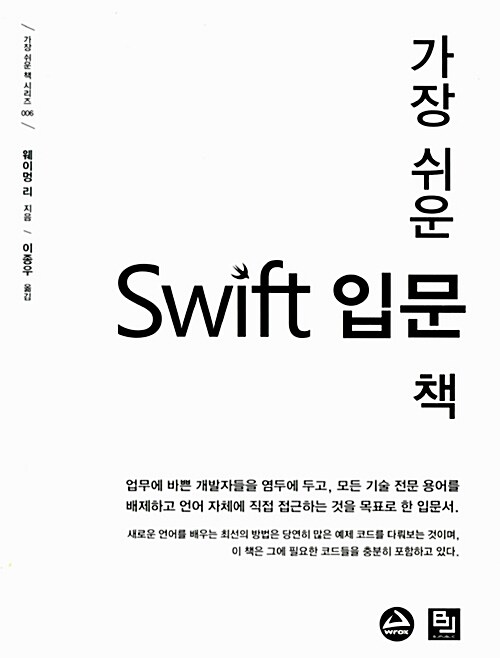 가장 쉬운 책 시리즈
006
웨이멍 리 지음 / 이종우 옮김
가장 쉬운
Swift 입문
책
업무에 바쁜 개발자들을 염두에 두고, 모든 기술 전문 용어를
배제하고 언어 자체에 직접 접근하는 것을 목표로 한 입문서.
새로운 언어를 배우는 최선의 방법은 당연히 많은 예제 코드를 다뤄보는 것이며,
이 책은 그에 필요한 코드들을 충분히 포함하고 있다.
wrox
BJ